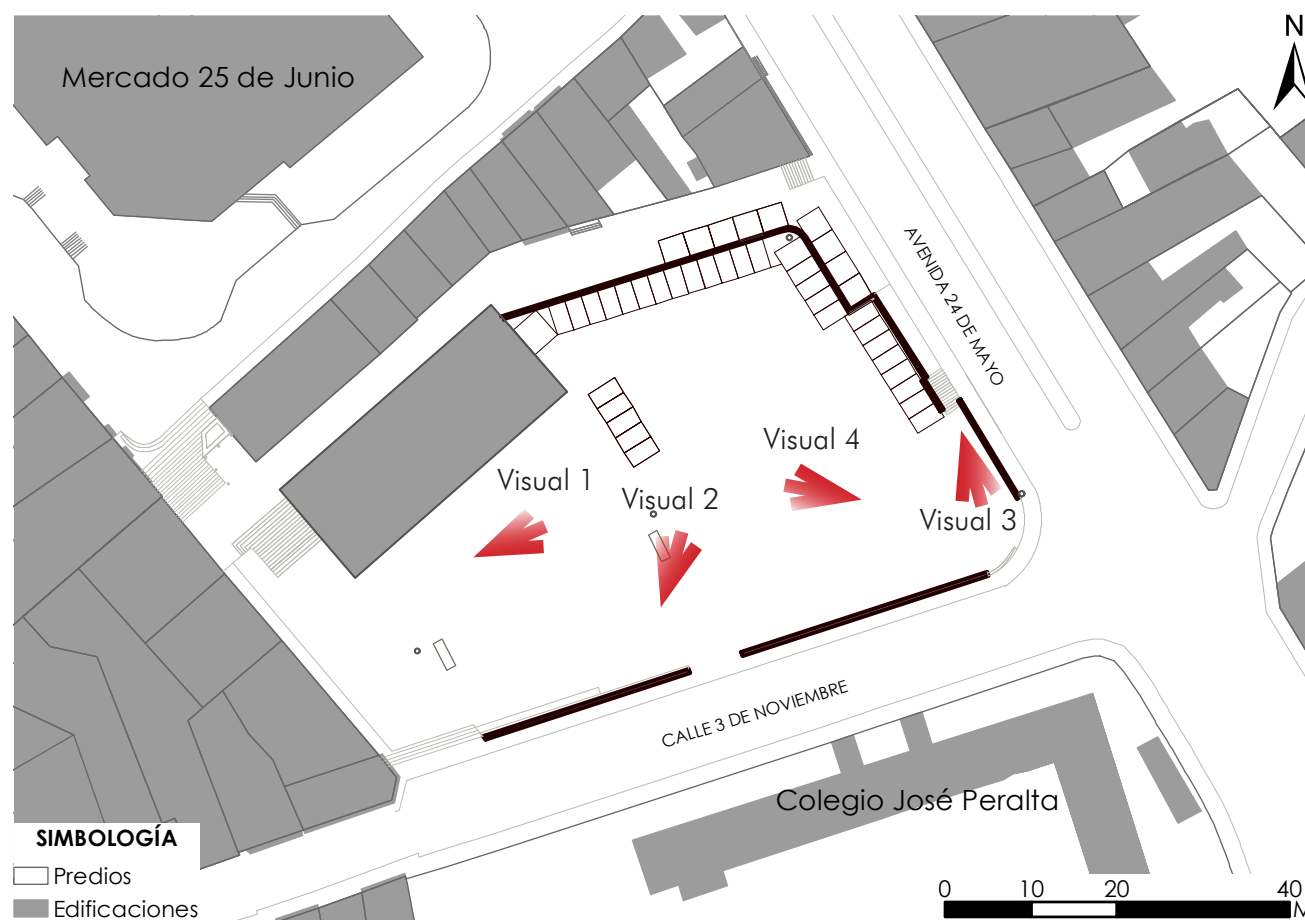 Mercado 25 de Junio
N
AVENIDA 24 DE MAYO
Visual 1
Visual 2
Visual 4
Visual 3
CALLE 3 DE NOVIEMBRE
Colegio José Peralta
SIMBOLOGÍA
Predios
Edificaciones
0 10 20 40
M